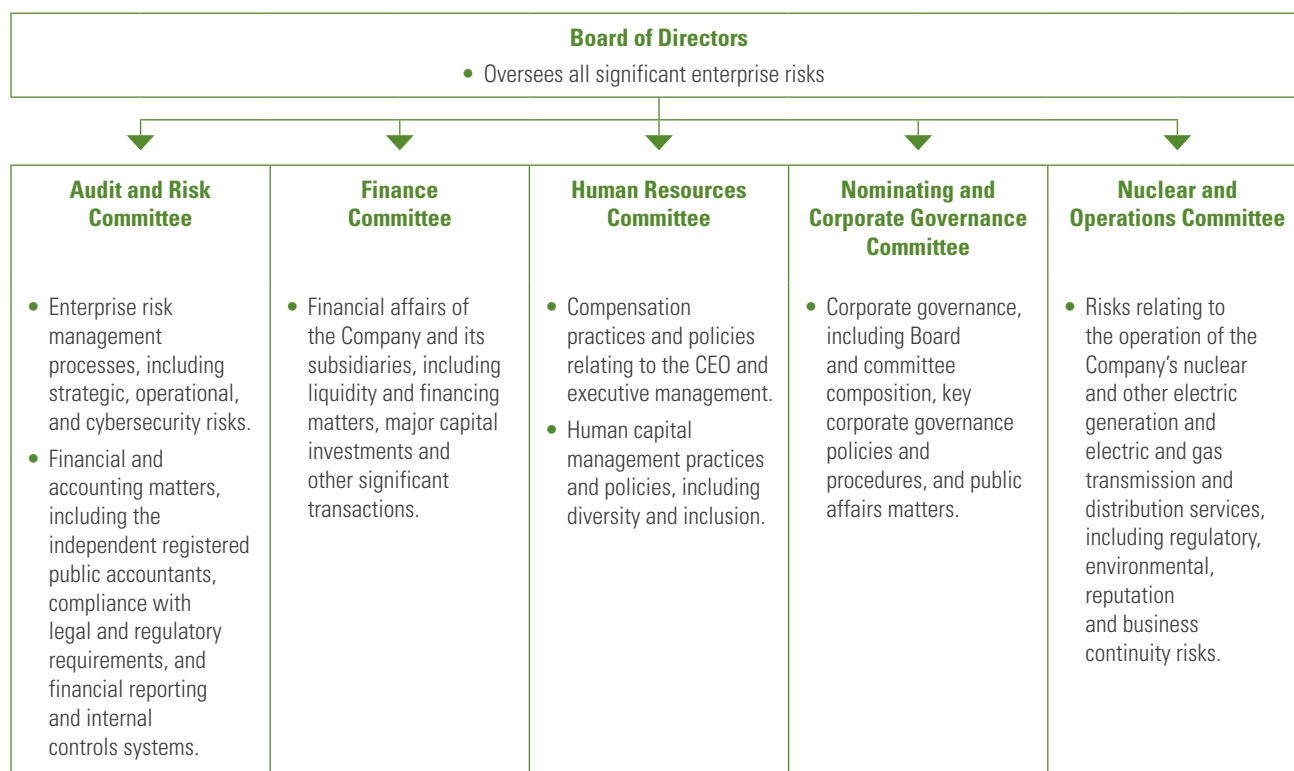 Board of Directors
• Oversees all significant enterprise risks
Audit and Risk
Committee
• Enterprise risk
management
processes, including
strategic, operational,
and cybersecurity risks.
• Financial and
accounting matters,
including the
independent registered
public accountants,
compliance with
legal and regulatory
requirements, and
financial reporting
and internal
controls systems.
Finance
Committee
• Financial affairs of
the Company and its
subsidiaries, including
liquidity and financing
matters, major capital
investments and
other significant
transactions.
Human Resources
Committee
• Compensation
practices and policies
relating to the CEO and
executive management.
• Human capital
management practices
and policies, including
diversity and inclusion.
Nominating and
Corporate Governance
Committee
• Corporate governance,
including Board
and committee
composition, key
corporate governance
policies and
procedures, and public
affairs matters.
Nuclear and
Operations Committee
• Risks relating to
the operation of the
Company's nuclear
and other electric
generation and
electric and gas
transmission and
distribution services,
including regulatory,
environmental,
reputation
and business
continuity risks.